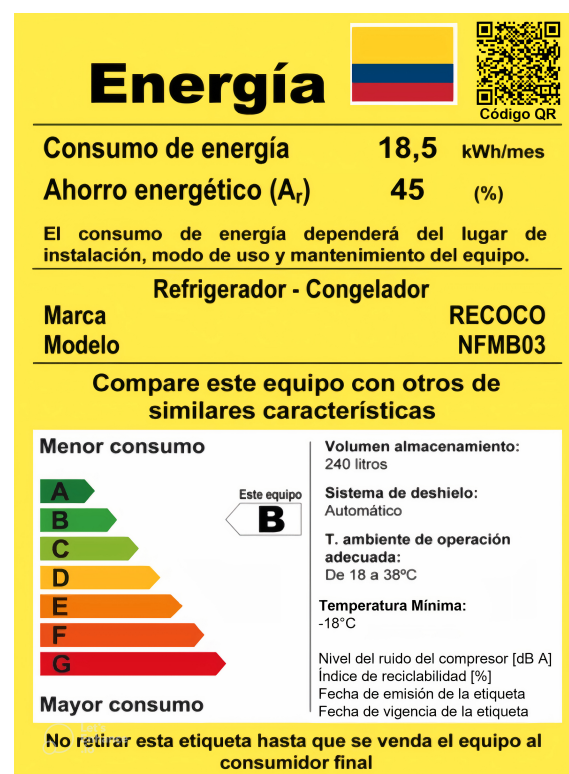 Energía
Código QR
Consumo de energía 18,5 kWh/mes
Ahorro energético (Aᵣ) 45 (%)
El consumo de energía dependerá del lugar de
instalación, modo de uso y mantenimiento del equipo.
Refrigerador - Congelador
Marca RECOCO
Modelo NFMB03
Compare este equipo con otros de
similares características
Menor consumo
A
B
C
D
E
F
G
Mayor consumo
Este equipo
B
Volumen almacenamiento:
240 litros
Sistema de deshielo:
Automático
T. ambiente de operación
adecuada:
De 18 a 38ºC
Temperatura Mínima:
-18°C
Nivel del ruido del compresor [dB A]
Índice de reciclabilidad [%]
Fecha de emisión de la etiqueta
Fecha de vigencia de la etiqueta
No retirar esta etiqueta hasta que se venda el equipo al
consumidor final